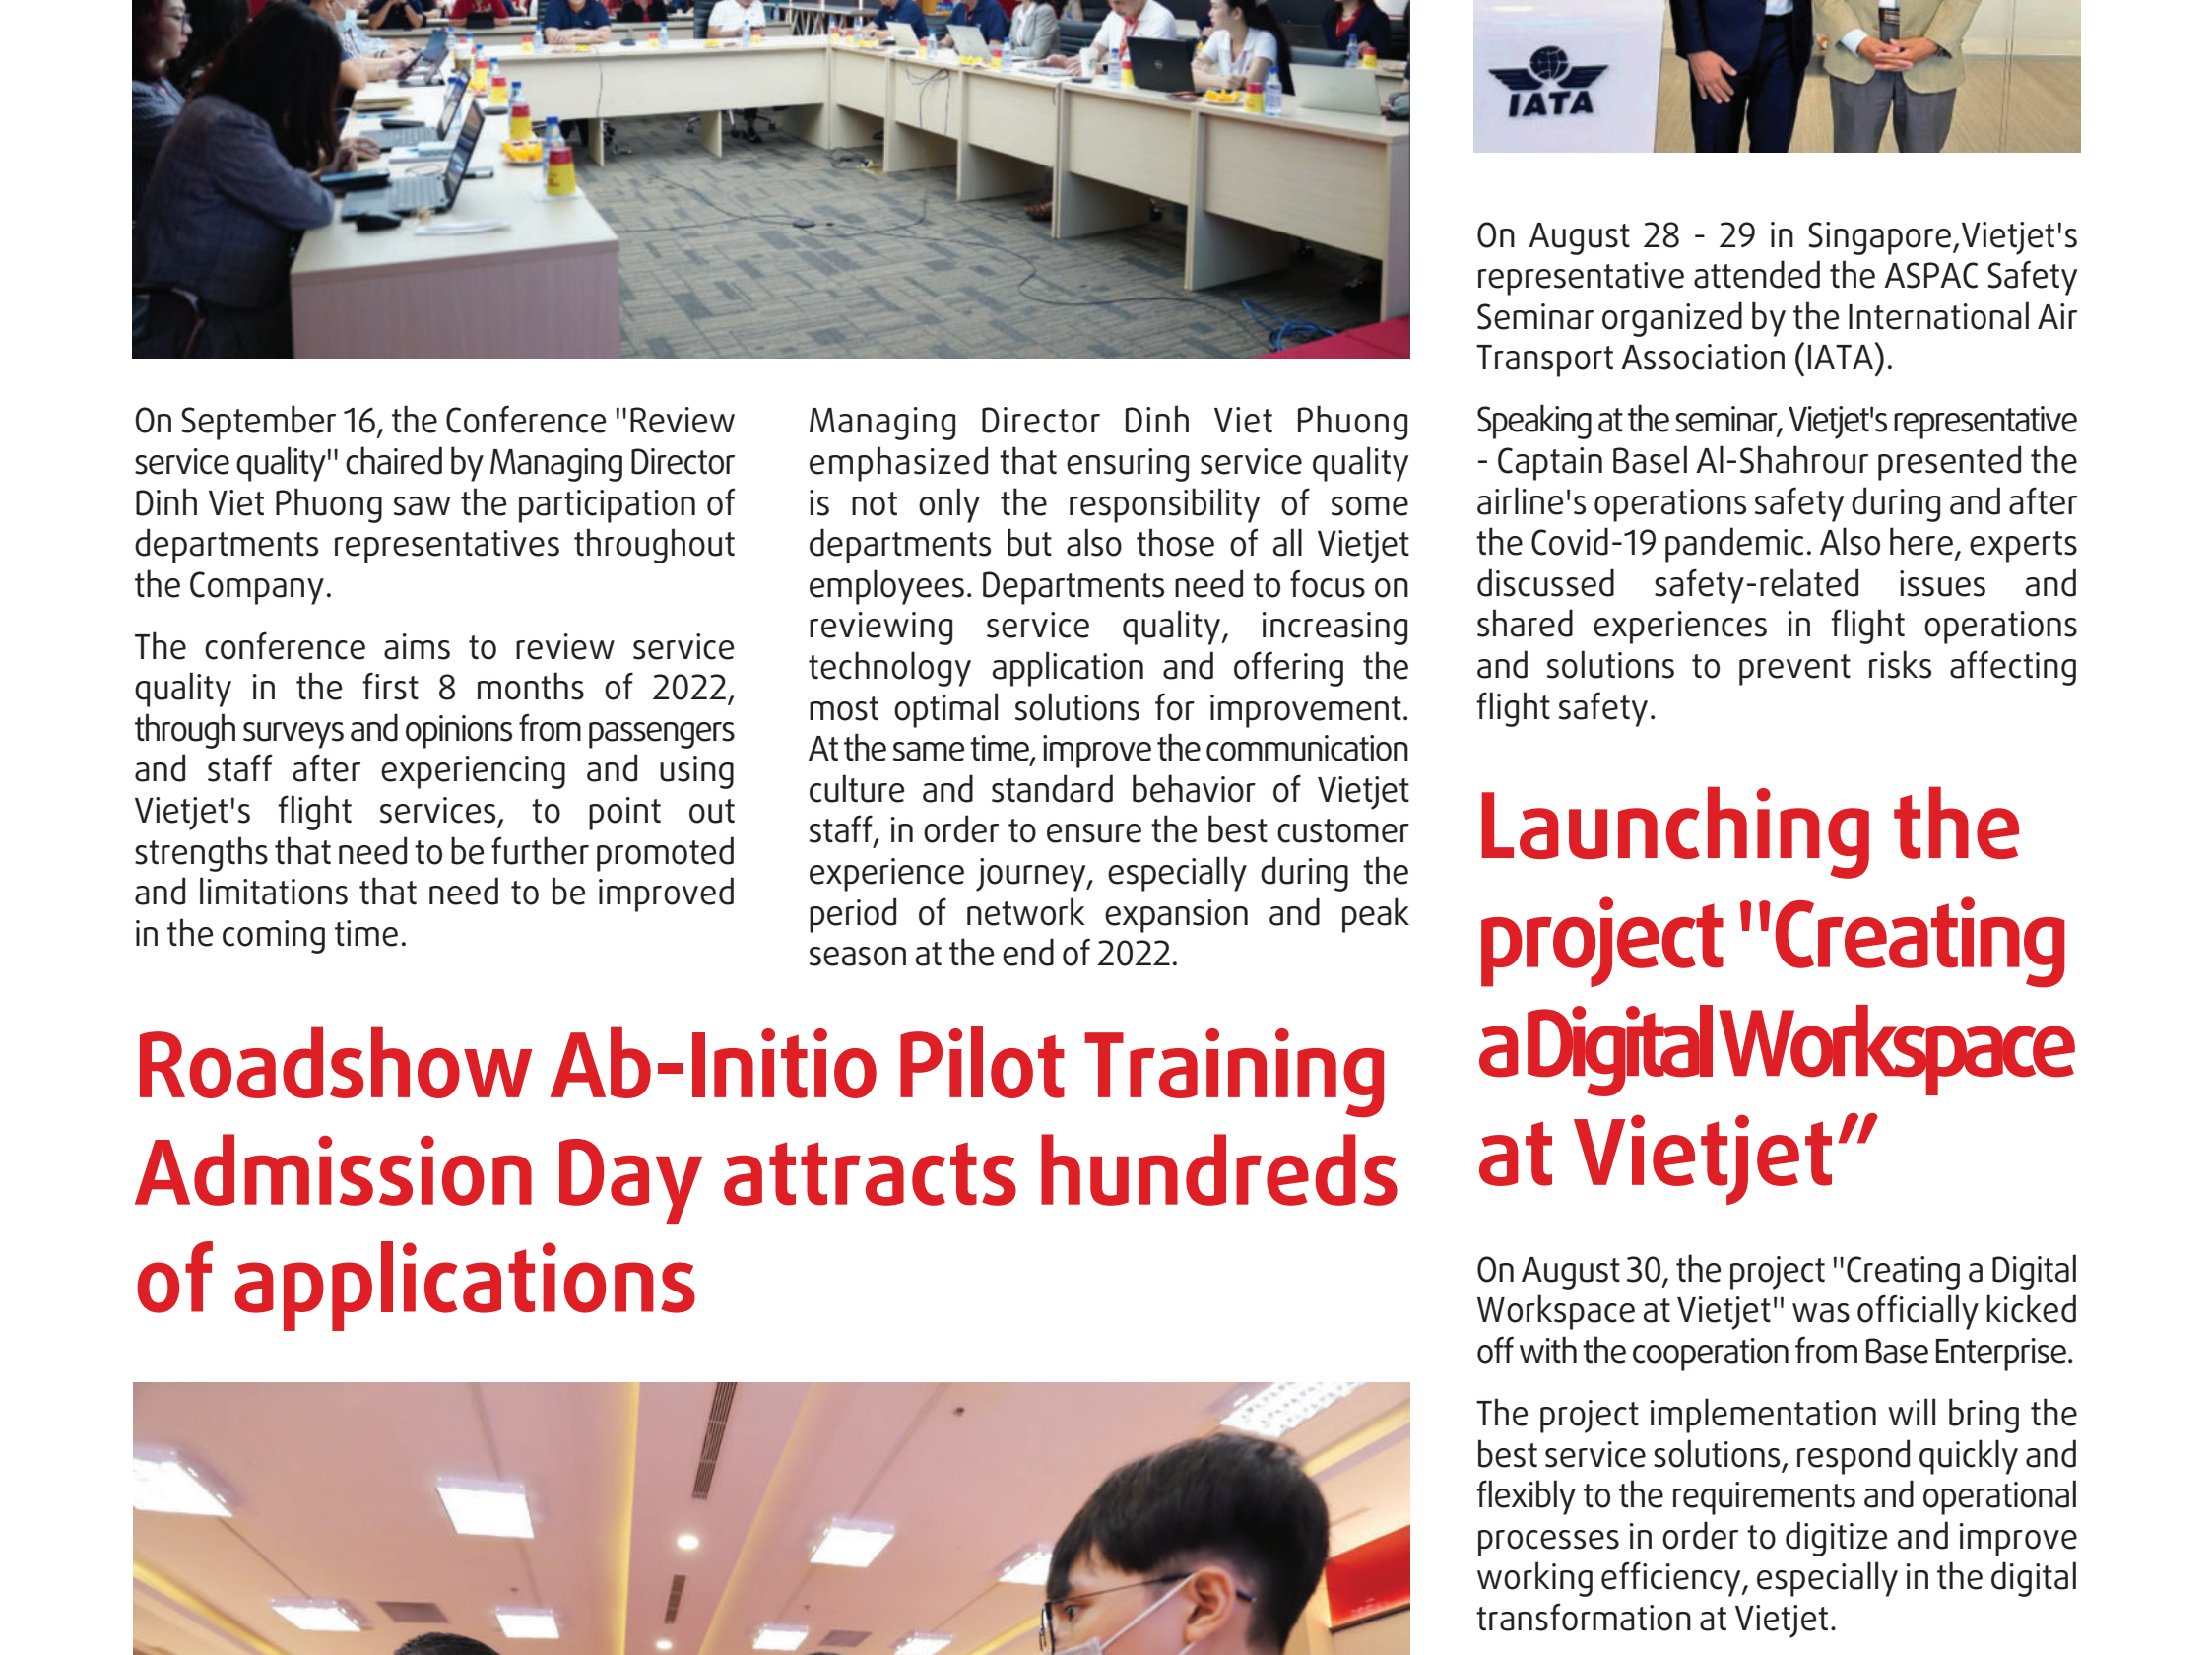 IATA
On September 16, the Conference "Review
service quality" chaired by Managing Director
Dinh Viet Phuong saw the participation of
departments representatives throughout
the Company.
The conference aims to review service
quality in the first 8 months of 2022,
through surveys and opinions from passengers
and staff after experiencing and using
Vietjet's flight services, to point out
strengths that need to be further promoted
and limitations that need to be improved
in the coming time.
Managing Director Dinh Viet Phuong
emphasized that ensuring service quality
is not only the responsibility of some
departments but also those of all Vietjet
employees. Departments need to focus on
reviewing service quality, increasing
technology application and offering the
most optimal solutions for improvement.
At the same time, improve the communication
culture and standard behavior of Vietjet
staff, in order to ensure the best customer
experience journey, especially during the
period of network expansion and peak
season at the end of 2022.
Roadshow Ab-Initio Pilot Training
Admission Day attracts hundreds
of applications
On August 28 - 29 in Singapore,Vietjet's
representative attended the ASPAC Safety
Seminar organized by the International Air
Transport Association (IATA).
Speaking at the seminar, Vietjet's representative
- Captain Basel Al-Shahrour presented the
airline's operations safety during and after
the Covid-19 pandemic. Also here, experts
discussed safety-related issues and
shared experiences in flight operations
and solutions to prevent risks affecting
flight safety.
Launching the
project "Creating
a Digital Workspace
at Vietjet”
On August 30, the project "Creating a Digital
Workspace at Vietjet" was officially kicked
off with the cooperation from Base Enterprise.
The project implementation will bring the
best service solutions, respond quickly and
flexibly to the requirements and operational
processes in order to digitize and improve
working efficiency, especially in the digital
transformation at Vietjet.